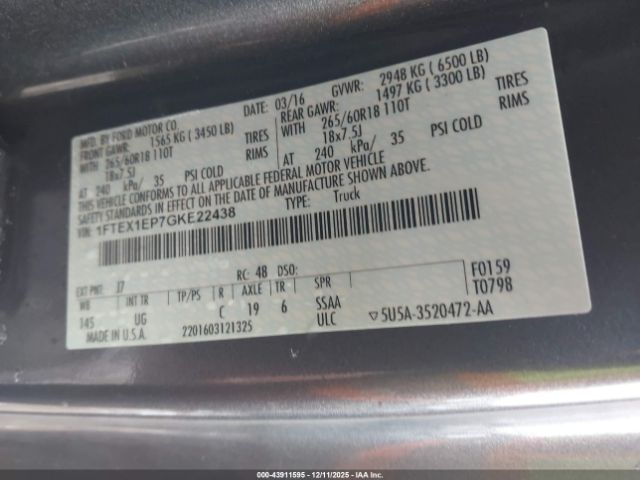 MFD. BY FORD MOTOR CO.
DATE: 03/16 GVWR: 2948 KG ( 6500 LB)
FRONT GAWR: 1565 KG ( 3450 LB) REAR GAWR: 1497 KG ( 3300 LB)
WITH 265/60R18 110T TIRES WITH 265/60R18 110T TIRES
18x7.5J RIMS 18x7.5J RIMS
AT 240 kPa/ 35 PSI COLD AT 240 kPa/ 35 PSI COLD
THIS VEHICLE CONFORMS TO ALL APPLICABLE FEDERAL MOTOR VEHICLE
SAFETY STANDARDS IN EFFECT ON THE DATE OF MANUFACTURE SHOWN ABOVE.
VIN: 1FTEX1EP7GKE22438 TYPE: Truck
EXT PNT: J7 RC: 48 DSO: F0159
WB INT TR TP/PS R AXLE TR SPR T0798
145 UG C 19 6 SSAA
MADE IN U.S.A. 2201603121325 ULC ▽5U5A-3520472-AA
000-43911595 - 12/11/2025 - IAA Inc.